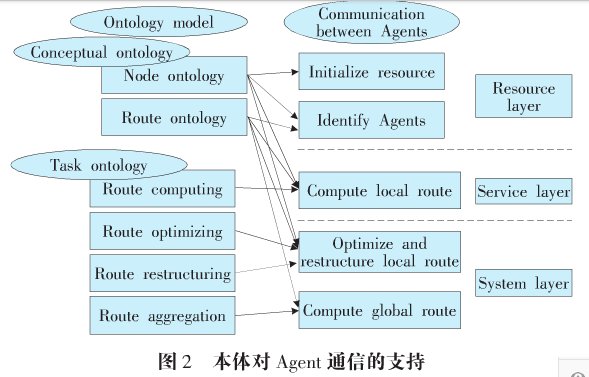 Ontology model
Communication
between Agents
Conceptual ontology
Node ontology
Route ontology
Initialize resource
Identify Agents
Resource
layer
Task ontology
Route computing
Compute local route
Service layer
Route optimizing
Route restructuring
Route aggregation
Optimize and
restructure local route
Compute global route
System layer
图 2 本体对 Agent 通信的支持